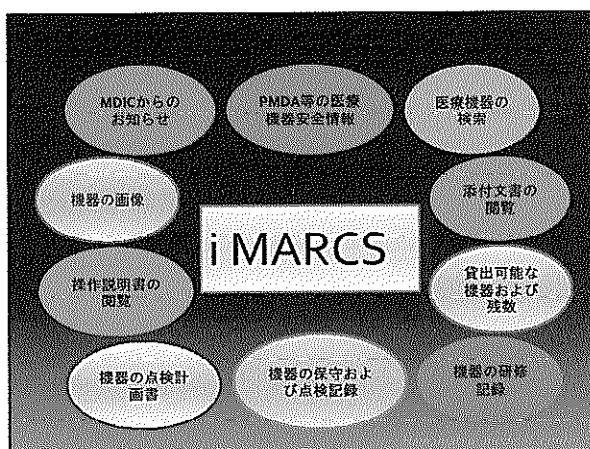 MDICからの
お知らせ
PMDA等の医療
機器安全情報
医療機器の
検索
機器の画像
添付文書の
閲覧
i MARCS
操作説明書の
閲覧
貸出可能な
機器および
残数
機器の点検計
画書
機器の保守およ
び点検記録
機器の研修
記録